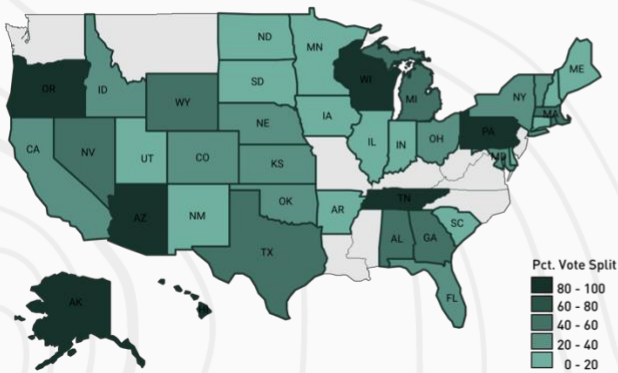 ND
MN
ME
OR
ID
SD
WI
NY
WY
MI
MA
IA
NE
PA
NV
IL
IN
OH
CA
UT
CO
KS
MD
AZ
NM
OK
AR
TN
SC
TX
AL
GA
FL
AK
Pct. Vote Split
80 - 100
60 - 80
40 - 60
20 - 40
0 - 20